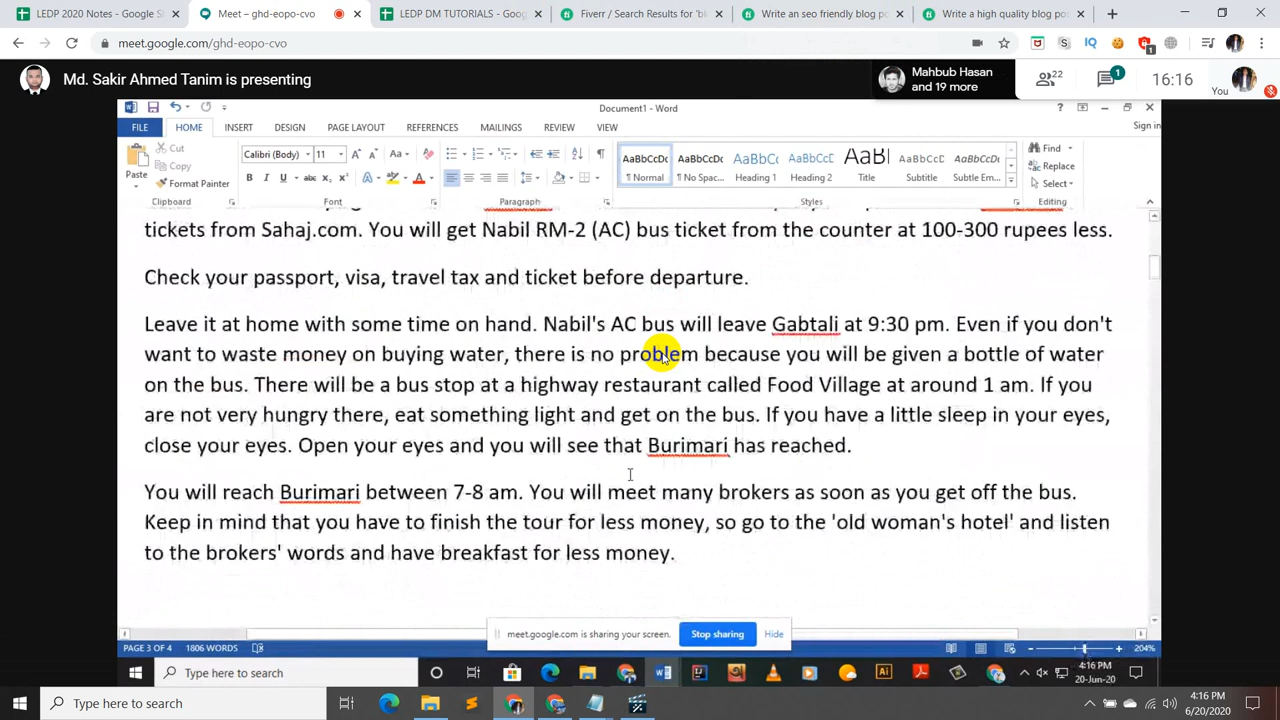 LEDP 2020 Notes - Google S
Meet – ghd-eopo-cvo
LEDP DM TUTORIALS - Googl
Fiverr / Search Results for 'bl
Write an seo friendly blog po
Write a high quality blog pos
meet.google.com/ghd-eopo-cvo
Md. Sakir Ahmed Tanim is presenting
Mahbub Hasan
and 19 more
22
1
16:16
You
Document1 - Word
Sign in
FILE HOME INSERT DESIGN PAGE LAYOUT REFERENCES MAILINGS REVIEW VIEW
Paste
Cut
Copy
Format Painter
Calibri (Body) 11
AaBbCcDc AaBbCcDc AaBbCc AaBbCcD AaBl AaBbCcD AaBbCcDc
¶ Normal ¶ No Spac... Heading 1 Heading 2 Title Subtitle Subtle Em...
Find
Replace
Select
Clipboard Font Paragraph Styles Editing
tickets from Sahaj.com. You will get Nabil RM-2 (AC) bus ticket from the counter at 100-300 rupees less.
Check your passport, visa, travel tax and ticket before departure.
Leave it at home with some time on hand. Nabil's AC bus will leave Gabtali at 9:30 pm. Even if you don't
want to waste money on buying water, there is no problem because you will be given a bottle of water
on the bus. There will be a bus stop at a highway restaurant called Food Village at around 1 am. If you
are not very hungry there, eat something light and get on the bus. If you have a little sleep in your eyes,
close your eyes. Open your eyes and you will see that Burimari has reached.
You will reach Burimari between 7-8 am. You will meet many brokers as soon as you get off the bus.
Keep in mind that you have to finish the tour for less money, so go to the 'old woman's hotel' and listen
to the brokers' words and have breakfast for less money.
meet.google.com is sharing your screen. Stop sharing Hide
PAGE 3 OF 4 1806 WORDS 204%
Type here to search
4:16 PM
20-Jun-20
Type here to search
4:16 PM
6/20/2020